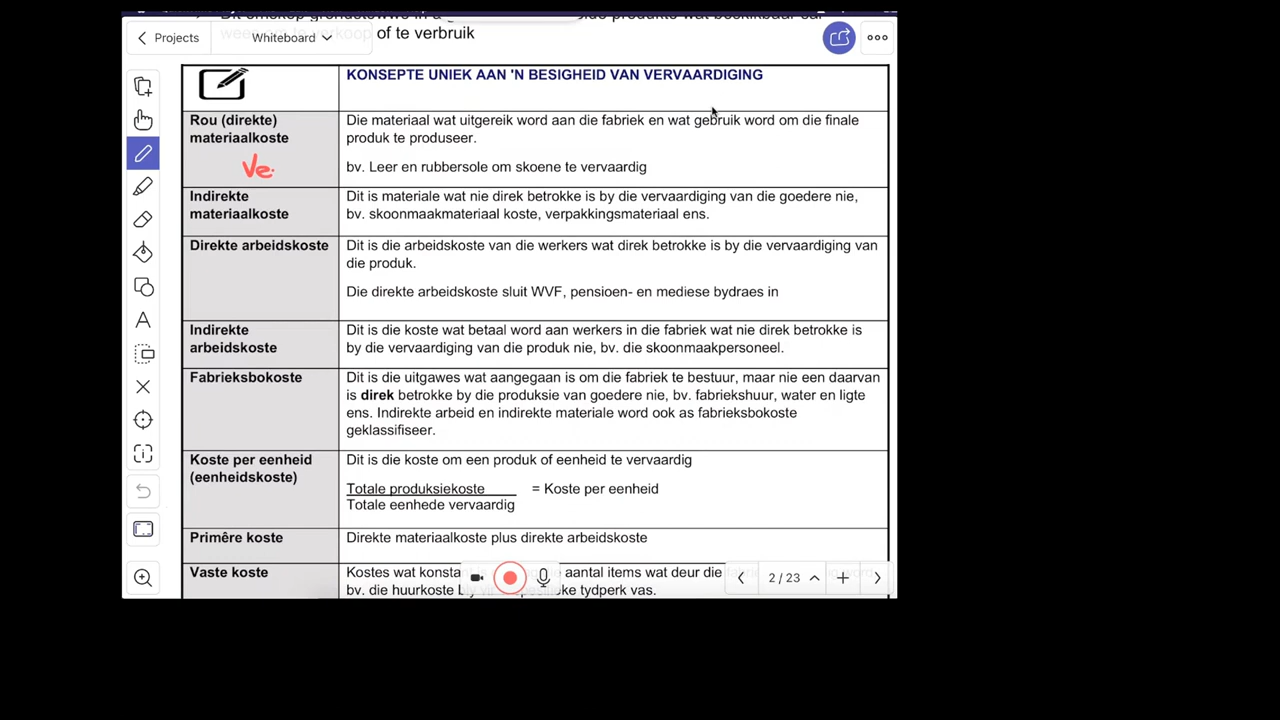 of te verbruik
Projects
Whiteboard
KONSEPTE UNIEK AAN 'N BESIGHEID VAN VERVAARDIGING
Rou (direkte)
materiaalkoste
Ve.
Die materiaal wat uitgereik word aan die fabriek en wat gebruik word om die finale
produk te produseer.
bv. Leer en rubbersole om skoene te vervaardig
Indirekte
materiaalkoste
Dit is materiale wat nie direk betrokke is by die vervaardiging van die goedere nie,
bv. skoonmaakmateriaal koste, verpakkingsmateriaal ens.
Direkte arbeidskoste
Dit is die arbeidskoste van die werkers wat direk betrokke is by die vervaardiging van
die produk.
Die direkte arbeidskoste sluit WVF, pensioen- en mediese bydraes in
Indirekte
arbeidskoste
Dit is die koste wat betaal word aan werkers in die fabriek wat nie direk betrokke is
by die vervaardiging van die produk nie, bv. die skoonmaakpersoneel.
Fabrieksbokoste
Dit is die uitgawes wat aangegaan is om die fabriek te bestuur, maar nie een daarvan
is direk betrokke by die produksie van goedere nie, bv. fabriekshuur, water en ligte
ens. Indirekte arbeid en indirekte materiale word ook as fabrieksbokoste
geklassifiseer.
Koste per eenheid
(eenheidskoste)
Dit is die koste om een produk of eenheid te vervaardig
Totale produksiekoste = Koste per eenheid
Totale eenhede vervaardig
Primêre koste
Direkte materiaalkoste plus direkte arbeidskoste
Vaste koste
Kostes wat aantal items wat deur die
bv. die huurkoste tydperk vas.
2 / 23